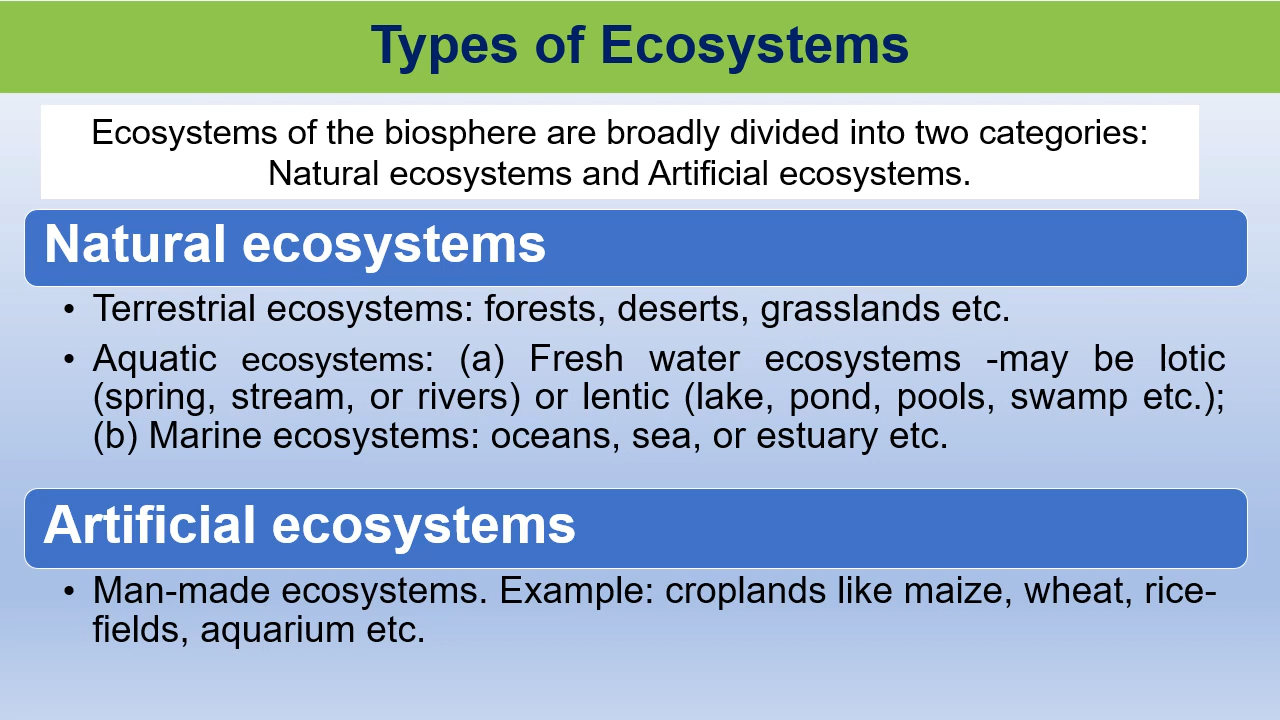 Types of Ecosystems
Ecosystems of the biosphere are broadly divided into two categories:
Natural ecosystems and Artificial ecosystems.
Natural ecosystems
• Terrestrial ecosystems: forests, deserts, grasslands etc.
• Aquatic ecosystems: (a) Fresh water ecosystems -may be lotic
(spring, stream, or rivers) or lentic (lake, pond, pools, swamp etc.);
(b) Marine ecosystems: oceans, sea, or estuary etc.
Artificial ecosystems
• Man-made ecosystems. Example: croplands like maize, wheat, rice-
fields, aquarium etc.